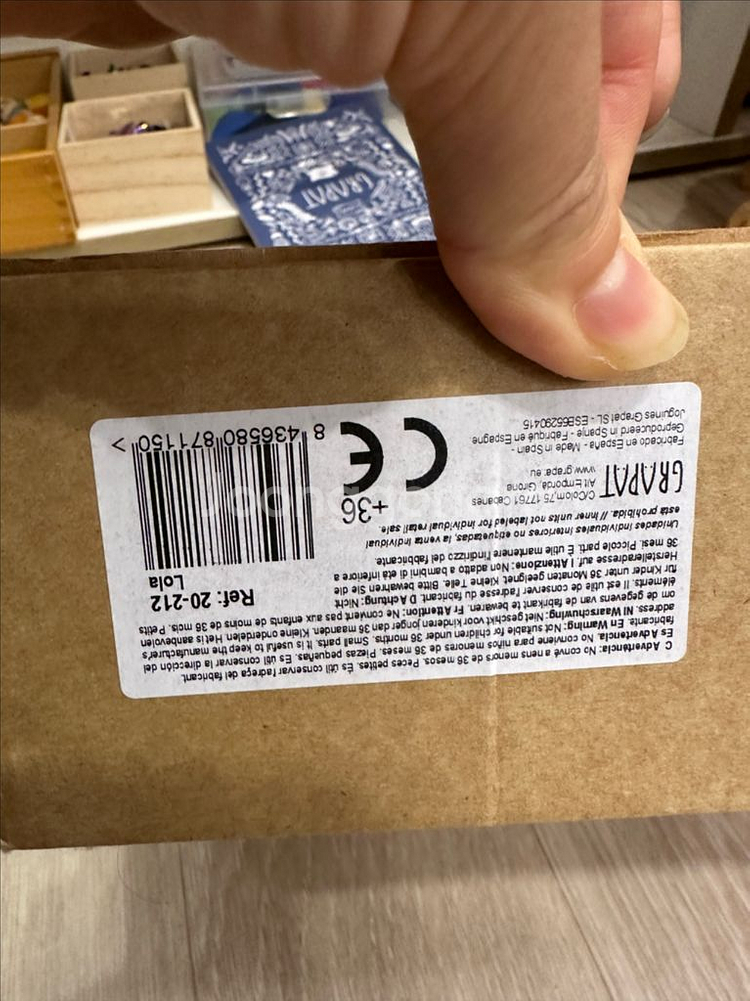 C Advertència: No convé a nens menors de 36 mesos. Peces petites. És útil conservar l'adreça del fabricant.
Es Advertencia. No conviene para niños menores de 36 meses. Piezas pequeñas. Es útil conservar la dirección del
fabricante. En Warning: Not suitable for children under 36 months. Small parts. It is useful to keep the manufacturer's
address. Nl Warschuwing: Niet geschikt voor kinderen jonger dan 36 maanden. Kleine onderdelen Het is aanbevolen
om de gegevens van de fabrikant te bewaren. Fr Attention: Ne convent pas aux enfants de moins de 36 mois. Petits
éléments. Il est utile de conserver l'adresse du fabricant. D Achtung: Nicht
für Kinder unter 36 Monaten geeignet. Kleine Teile. Bitte Bewahren Sie die
Herstelleradresse auf. I Attenzione: Non adatto a bambini di età inferiore a
36 mesi. Piccole parti. È utile mantenere l'indirizzo del fabbricante.
Unidades individuales interiores no etiquetadas, venta individual
esta prohibida. // Inner units not labeled for individual retail sale.
Ref: 20-212
Lola
8 436580 871150 >
+36
CE
GRAPAT
C/Colom,75 17761 Cabanes
Alt Empordà, Girona
www.grapat.eu
Fabricado en España - Made in Spain -
Geproduceerd in Spanje - Fabriqué en Espagne
Joguines Grapat SL - ESB55290415
GRAPAT